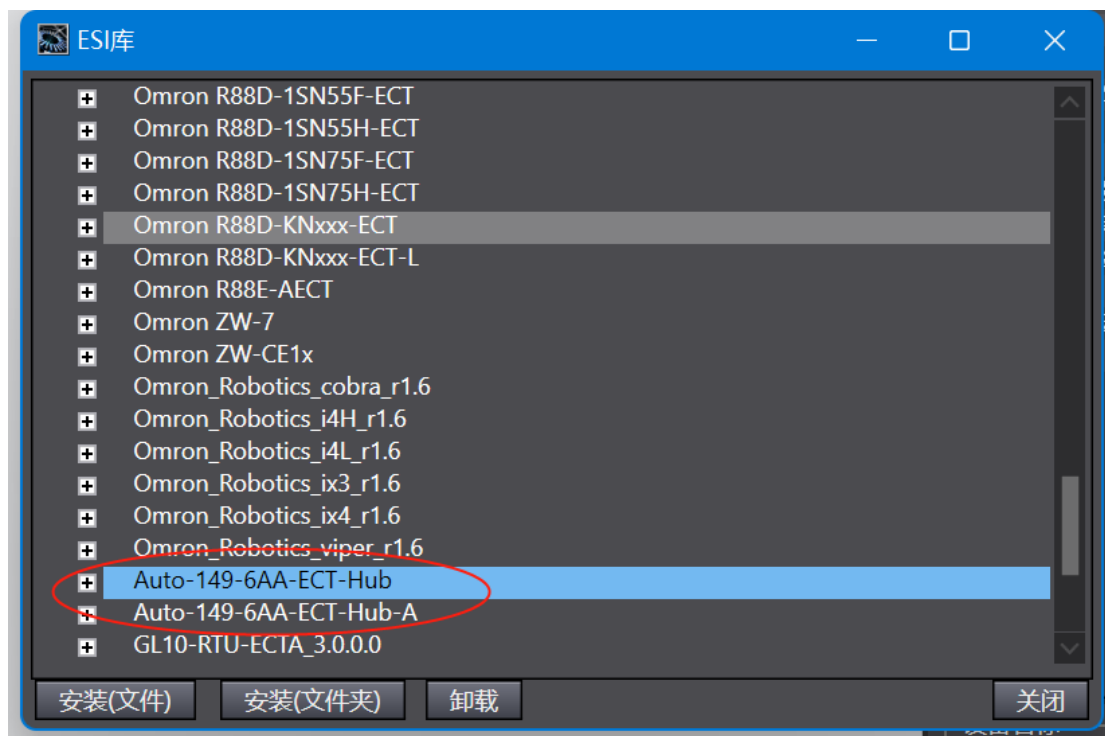 ESI库
Omron R88D-1SN55F-ECT
Omron R88D-1SN55H-ECT
Omron R88D-1SN75F-ECT
Omron R88D-1SN75H-ECT
Omron R88D-KNxxx-ECT
Omron R88D-KNxxx-ECT-L
Omron R88E-AECT
Omron ZW-7
Omron ZW-CE1x
Omron_Robotics_cobra_r1.6
Omron_Robotics_i4H_r1.6
Omron_Robotics_i4L_r1.6
Omron_Robotics_ix3_r1.6
Omron_Robotics_ix4_r1.6
Omron_Robotics_viper_r1.6
Auto-149-6AA-ECT-Hub
Auto-149-6AA-ECT-Hub-A
GL10-RTU-ECTA_3.0.0.0
安装(文件) 安装(文件夹) 卸载 关闭